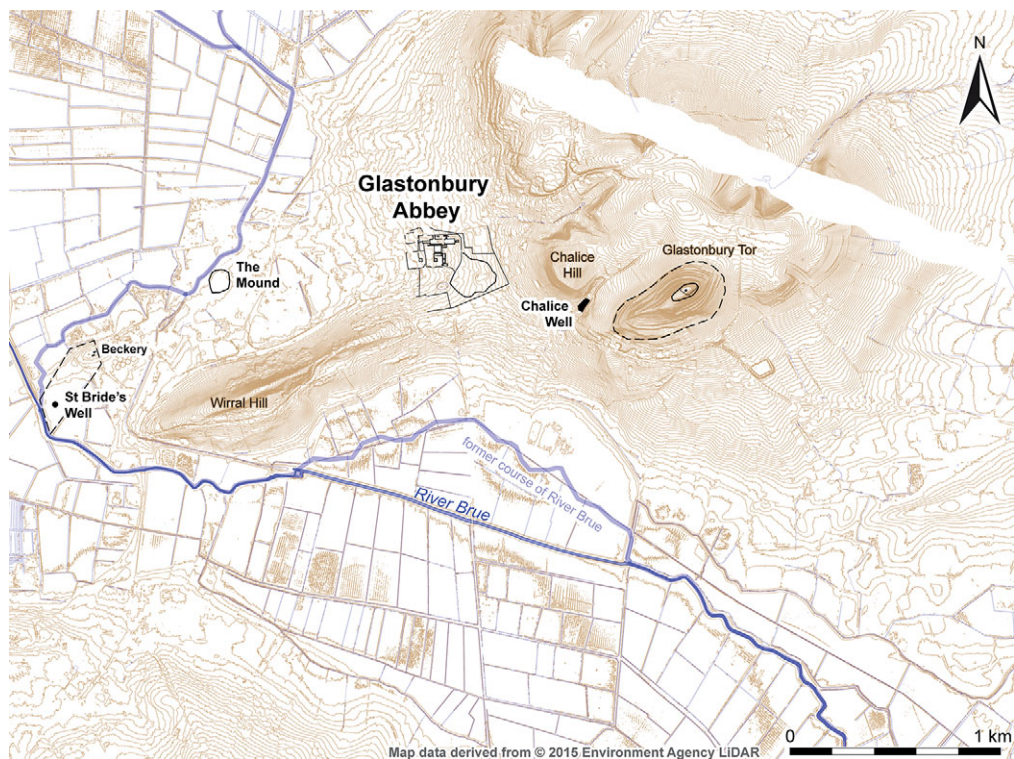 N
Glastonbury
Abbey
Chalice
Hill
Glastonbury Tor
The
Mound
Chalice
Well
Beckery
St Bride's
Well
Wirral Hill
former course of River Brue
River Brue
0
1 km
Map data derived from © 2015 Environment Agency LiDAR